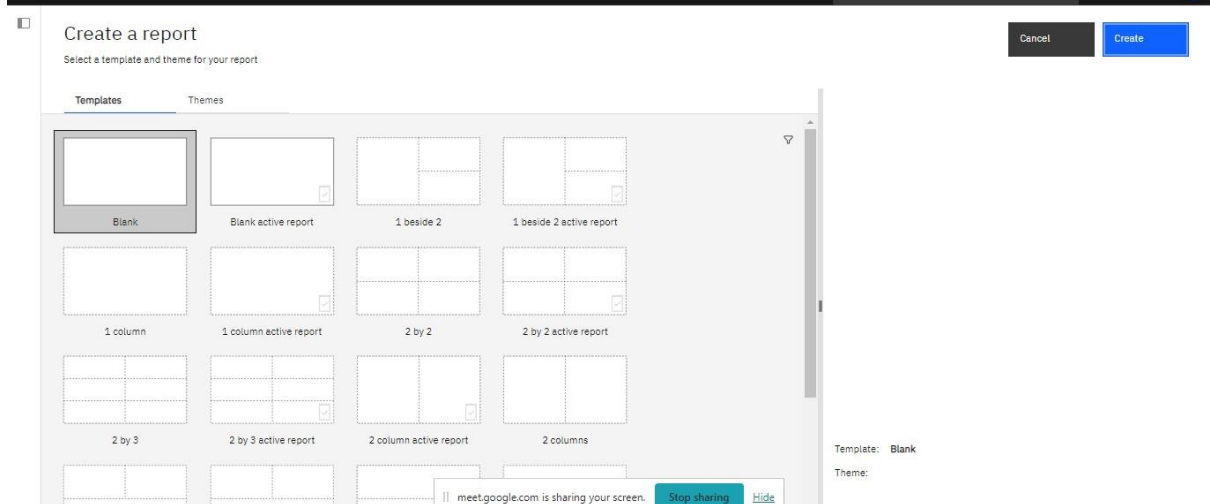 Create a report
Cancel
Create
Select a template and theme for your report
Templates
Themes
Blank
Blank active report
1 beside 2
1 beside 2 active report
1 column
1 column active report
2 by 2
2 by 2 active report
2 by 3
2 by 3 active report
2 column active report
2 columns
Template: Blank
Theme:
meet.google.com is sharing your screen.
Stop sharing
Hide